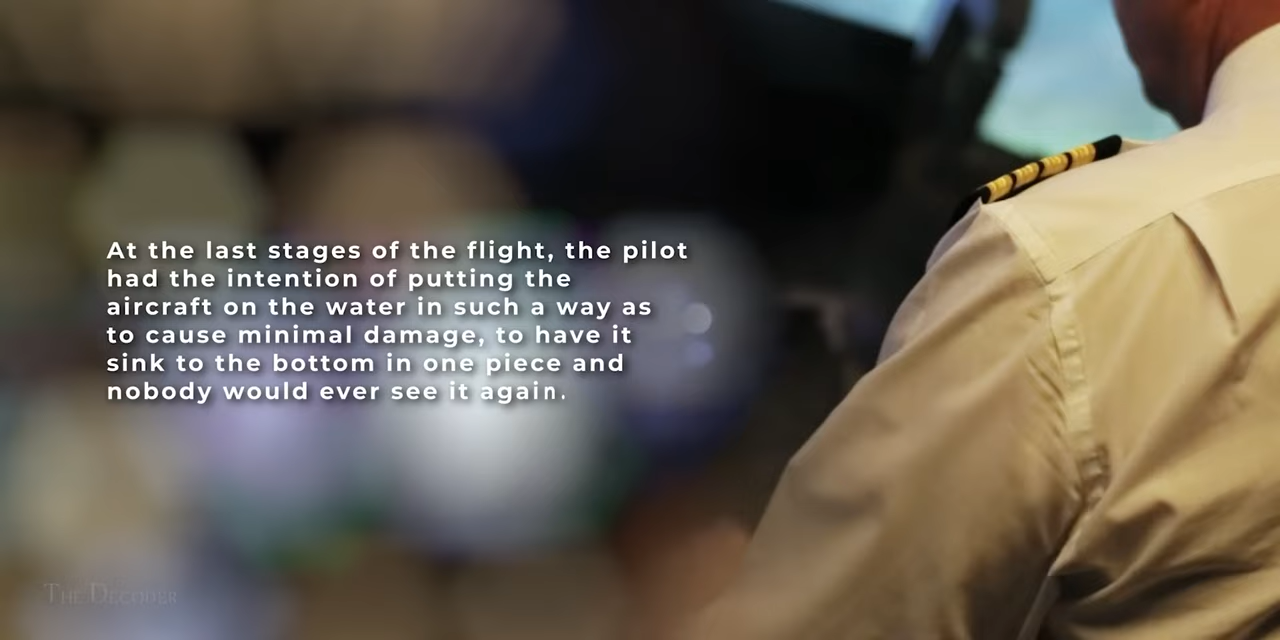 At the last stages of the flight, the pilot
had the intention of putting the
aircraft on the water in such a way as
to cause minimal damage, to have it
sink to the bottom in one piece and
nobody would ever see it again.
The Decoder